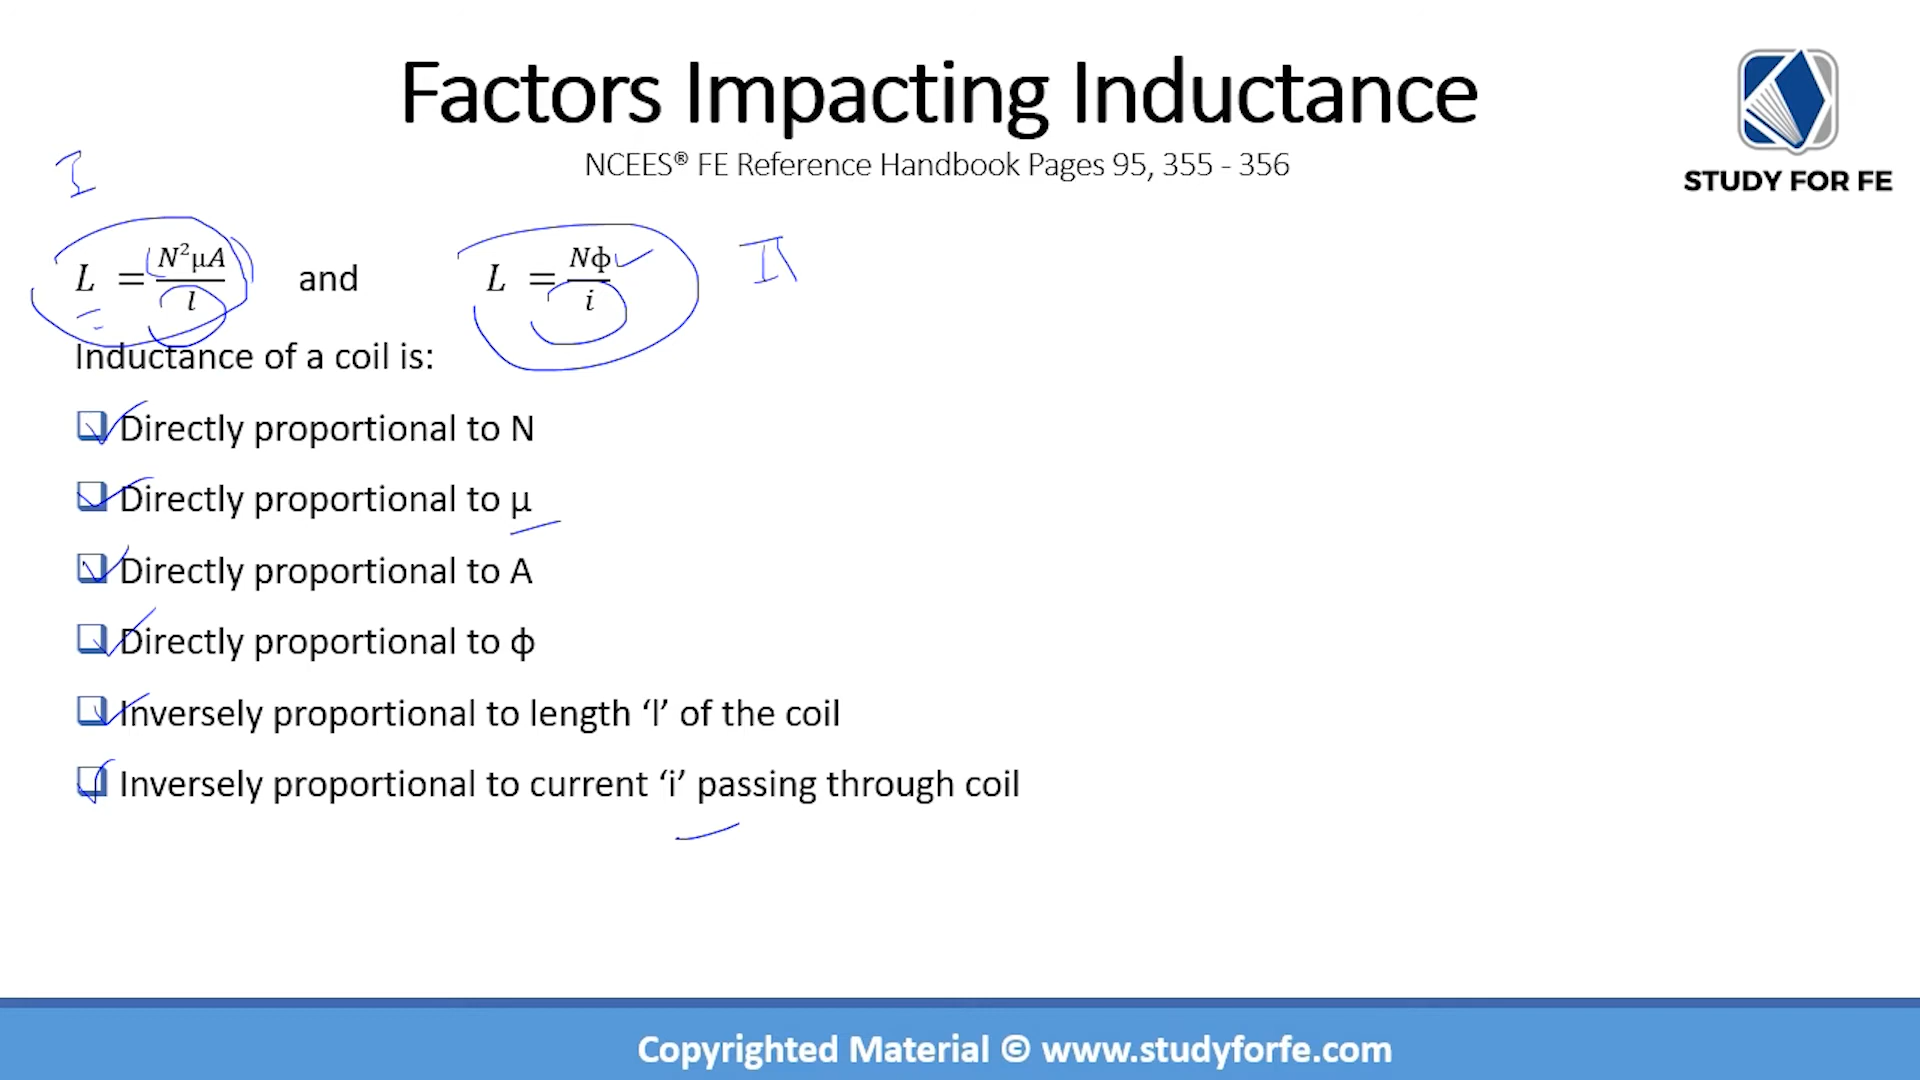 Factors Impacting Inductance
NCEES® FE Reference Handbook Pages 95, 355 - 356
STUDY FOR FE
I
L = N²μA / l and L = Nϕ / i
II
Inductance of a coil is:
Directly proportional to N
Directly proportional to μ
Directly proportional to A
Directly proportional to ϕ
Inversely proportional to length ‘l’ of the coil
Inversely proportional to current ‘i’ passing through coil
Copyrighted Material © www.studyforfe.com